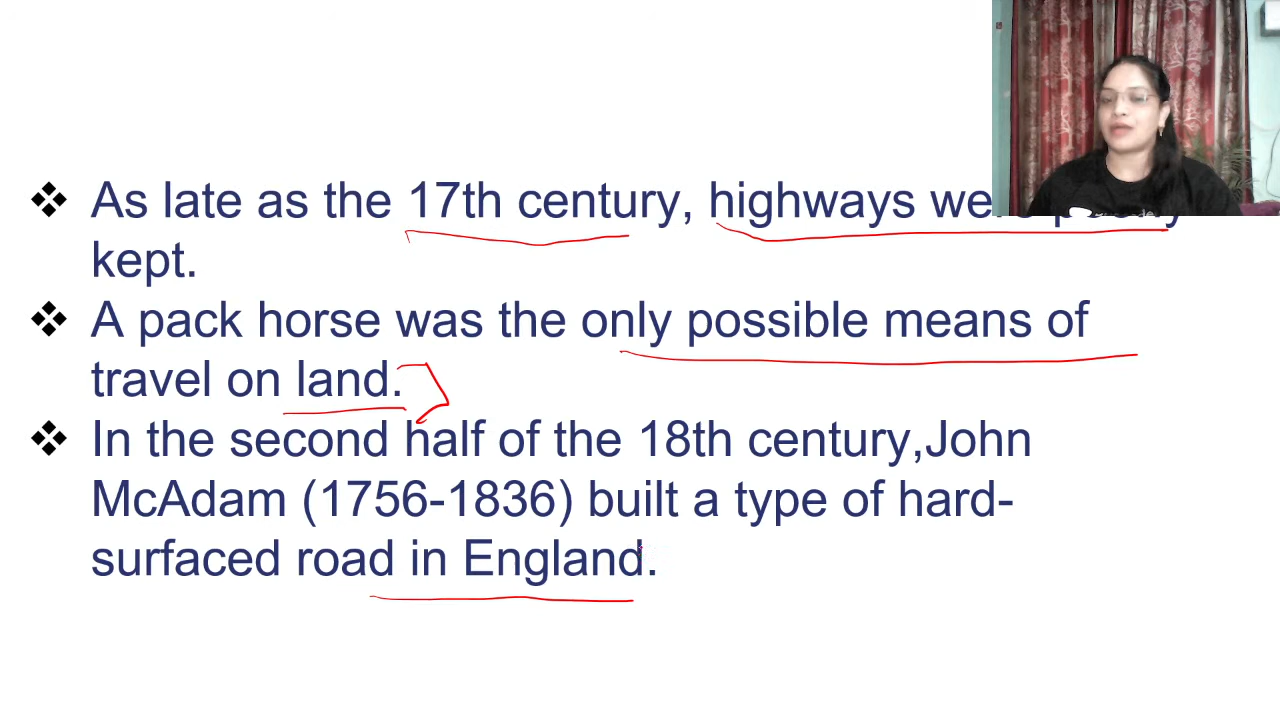 ❖ As late as the 17th century, highways were poorly
kept.
❖ A pack horse was the only possible means of
travel on land.
❖ In the second half of the 18th century,John
McAdam (1756-1836) built a type of hard-
surfaced road in England.